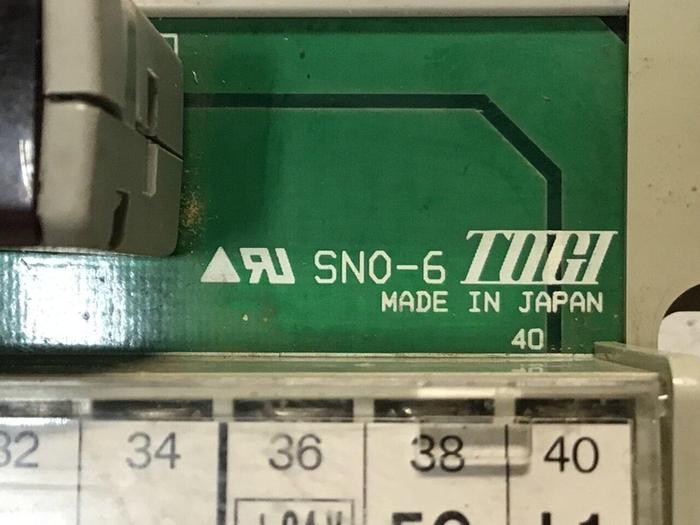 SNO-6 TOGI
MADE IN JAPAN
40
32 34 36 38 40